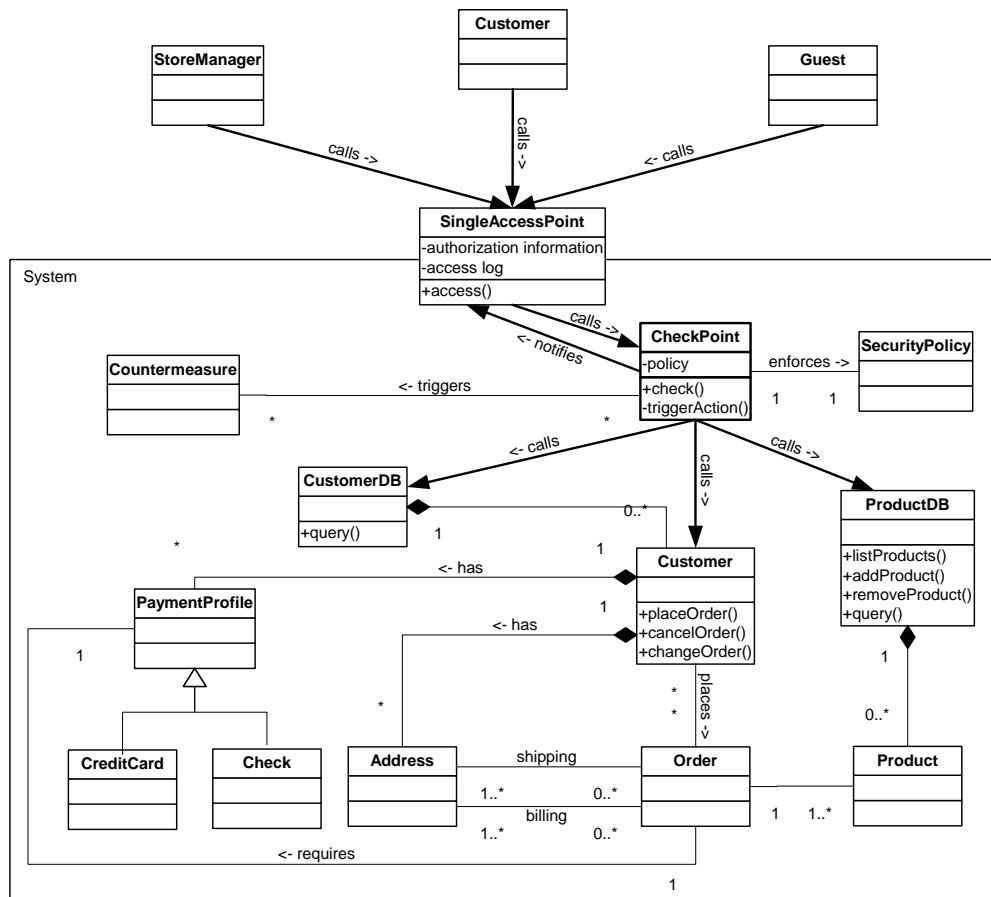 Customer
StoreManager
Guest
calls ->
calls ->
<- calls
SingleAccessPoint
-authorization information
-access log
+access()
System
calls ->
<- notifies
CheckPoint
-policy
+check()
-triggerAction()
enforces ->
1
1
SecurityPolicy
Countermeasure
<- triggers
*
*
<- calls
calls ->
calls ->
CustomerDB
+query()
1
0..*
ProductDB
+listProducts()
+addProduct()
+removeProduct()
+query()
*
<- has
1
Customer
+placeOrder()
+cancelOrder()
+changeOrder()
1
<- has
PaymentProfile
1
*
*
*
places ->
1
0..*
CreditCard
Check
Address
shipping
1..*
0..*
billing
1..*
0..*
Order
1
1..*
Product
<- requires
1